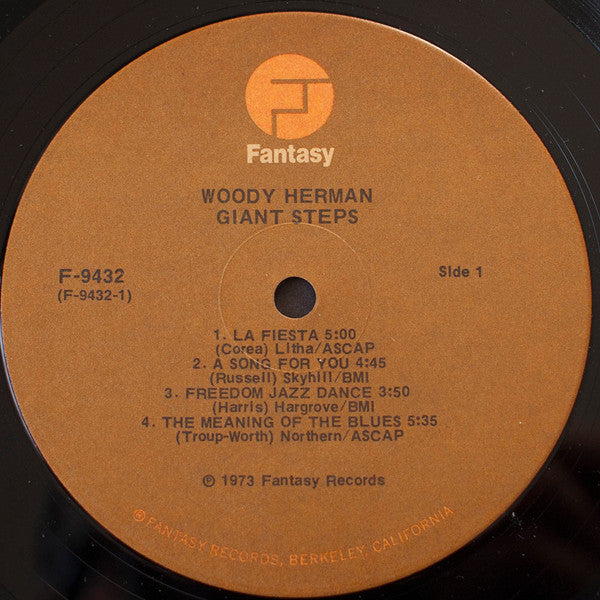 Fantasy
WOODY HERMAN
GIANT STEPS
F-9432
(F-9432-1)
Side 1
1. LA FIESTA 5:00
(Corea) Litha/ASCAP
2. A SONG FOR YOU 4:45
(Russell) Skyhill/BMI
3. FREEDOM JAZZ DANCE 3:50
(Harris) Hargrove/BMI
4. THE MEANING OF THE BLUES 5:35
(Troup-Worth) Northern/ASCAP
℗ 1973 Fantasy Records
® FANTASY RECORDS, BERKELEY, CALIFORNIA